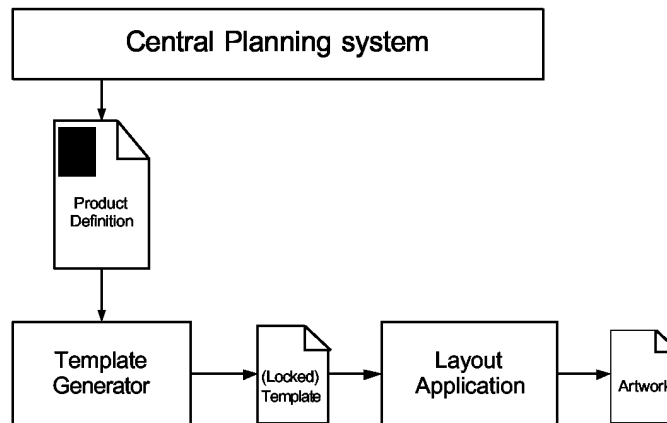 Central Planning system
Product
Definition
Template
Generator
(Locked)
Template
Layout
Application
Artwork